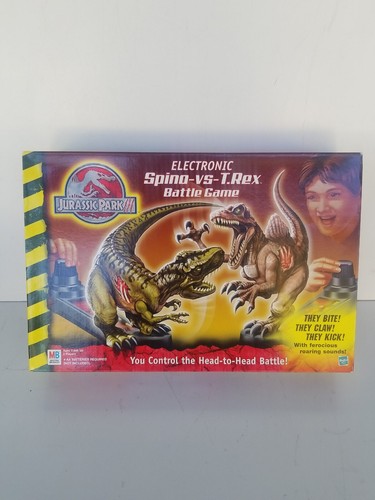 ELECTRONIC
Spino-vs-T.Rex
Battle Game
JURASSIC PARK III
THEY BITE!
THEY CLAW!
THEY KICK!
With ferocious
roaring sounds!
MB
You Control the Head-to-Head Battle!